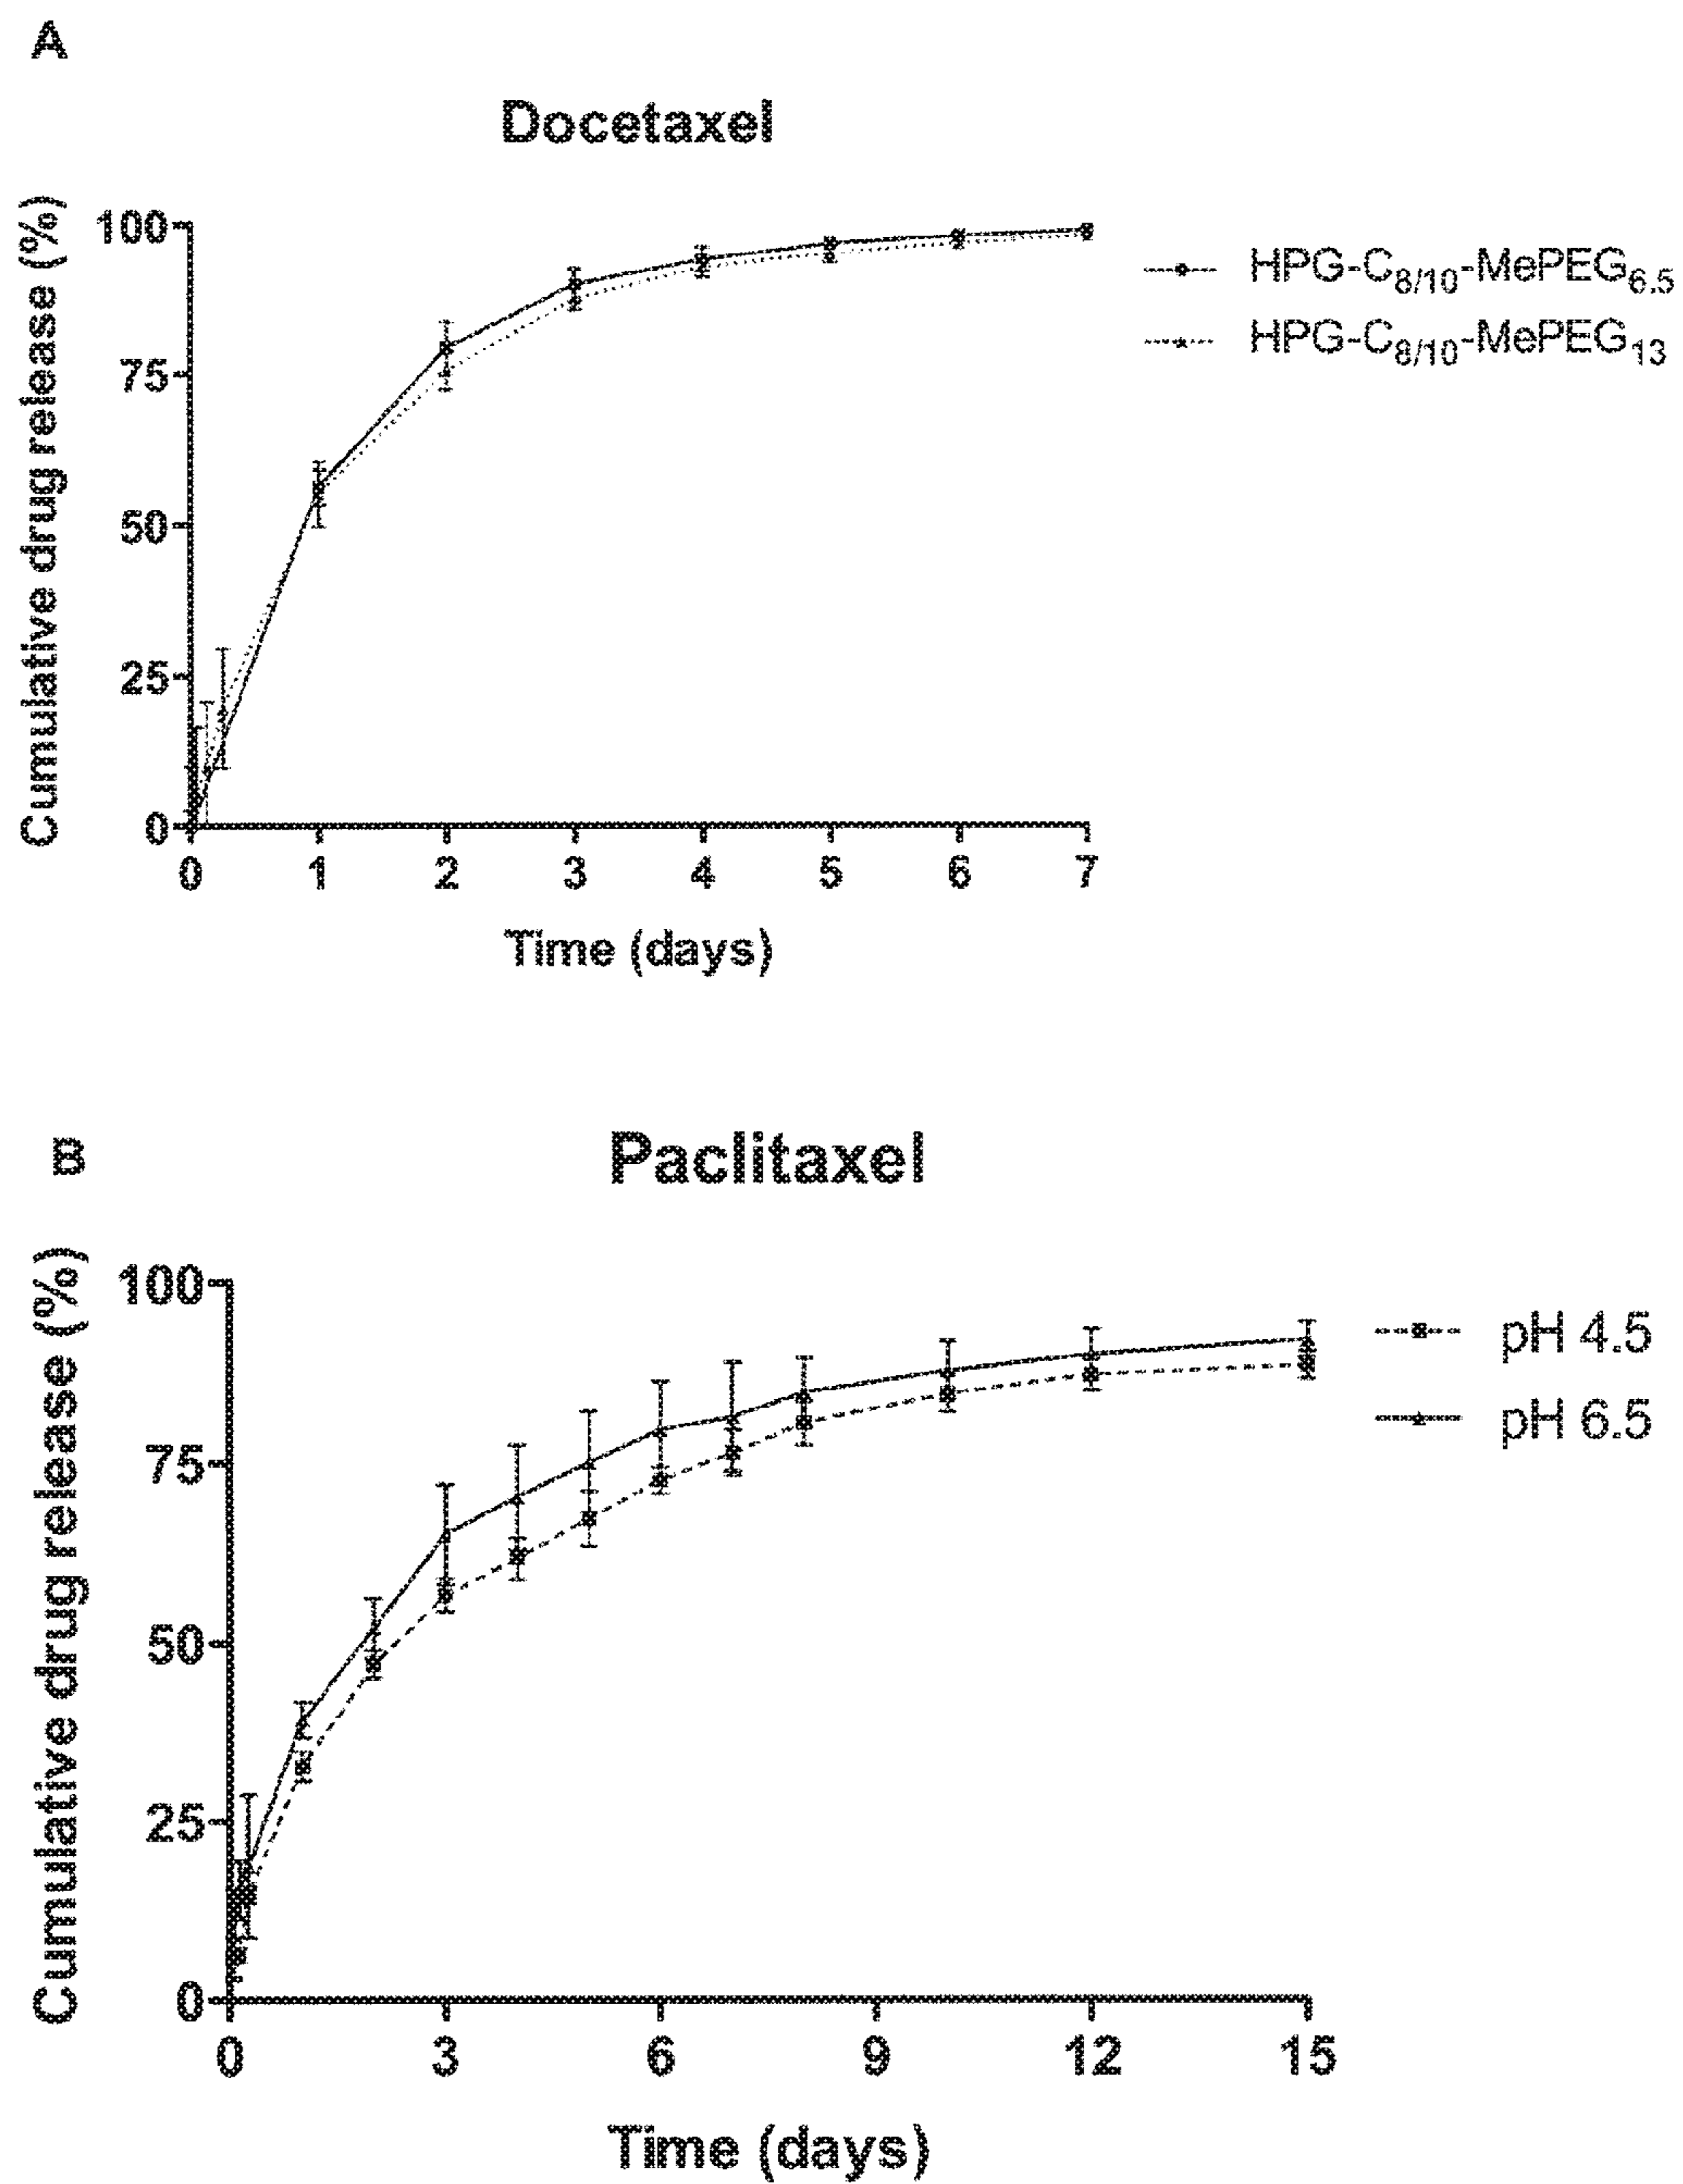 A
Docetaxel
Cumulative drug release (%)
100
75
50
25
0
0 1 2 3 4 5 6 7
Time (days)
HPG-C8/10-MePEG6.5
HPG-C8/10-MePEG13
B
Paclitaxel
Cumulative drug release (%)
100
75
50
25
0
0 3 6 9 12 15
Time (days)
pH 4.5
pH 6.5